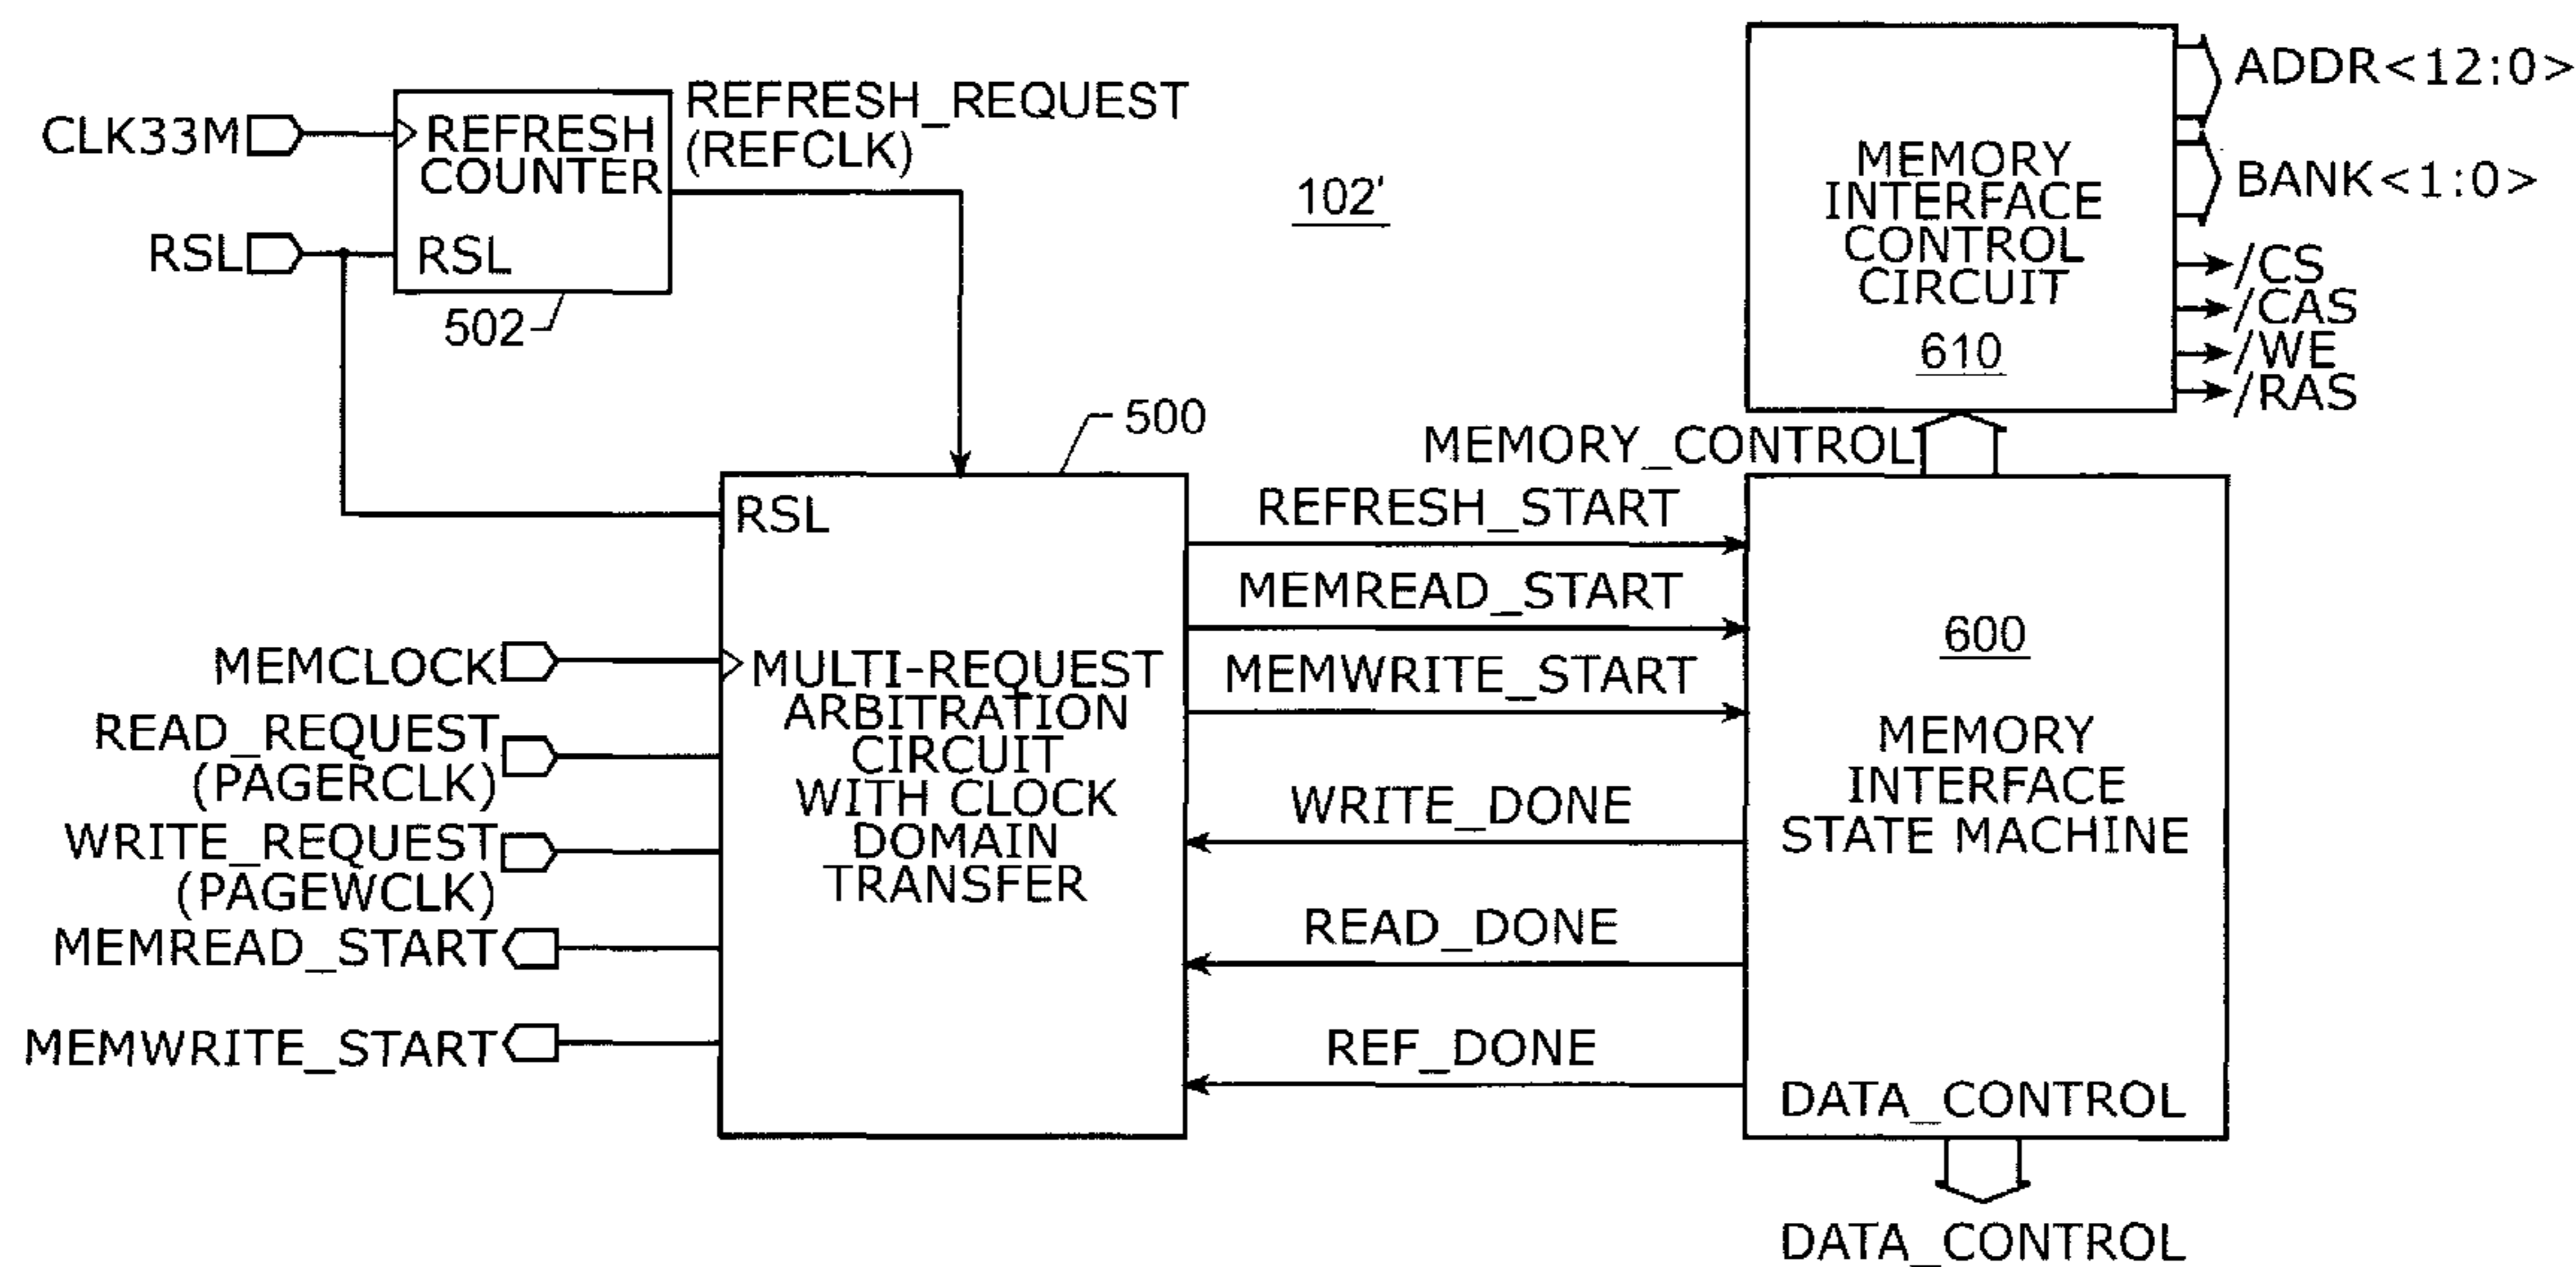 CLK33M
REFRESH
COUNTER
RSL
RSL
502
REFRESH_REQUEST
(REFCLK)
102'
MEMORY
INTERFACE
CONTROL
CIRCUIT
610
ADDR<12:0>
BANK<1:0>
/CS
/CAS
/WE
/RAS
500
RSL
MEMCLOCK
READ_REQUEST
(PAGERCLK)
WRITE_REQUEST
(PAGEWCLK)
MEMREAD_START
MEMWRITE_START
MULTI-REQUEST
ARBITRATION
CIRCUIT
WITH CLOCK
DOMAIN
TRANSFER
MEMORY_CONTROL
REFRESH_START
MEMREAD_START
MEMWRITE_START
WRITE_DONE
READ_DONE
REF_DONE
600
MEMORY
INTERFACE
STATE MACHINE
DATA_CONTROL
DATA_CONTROL